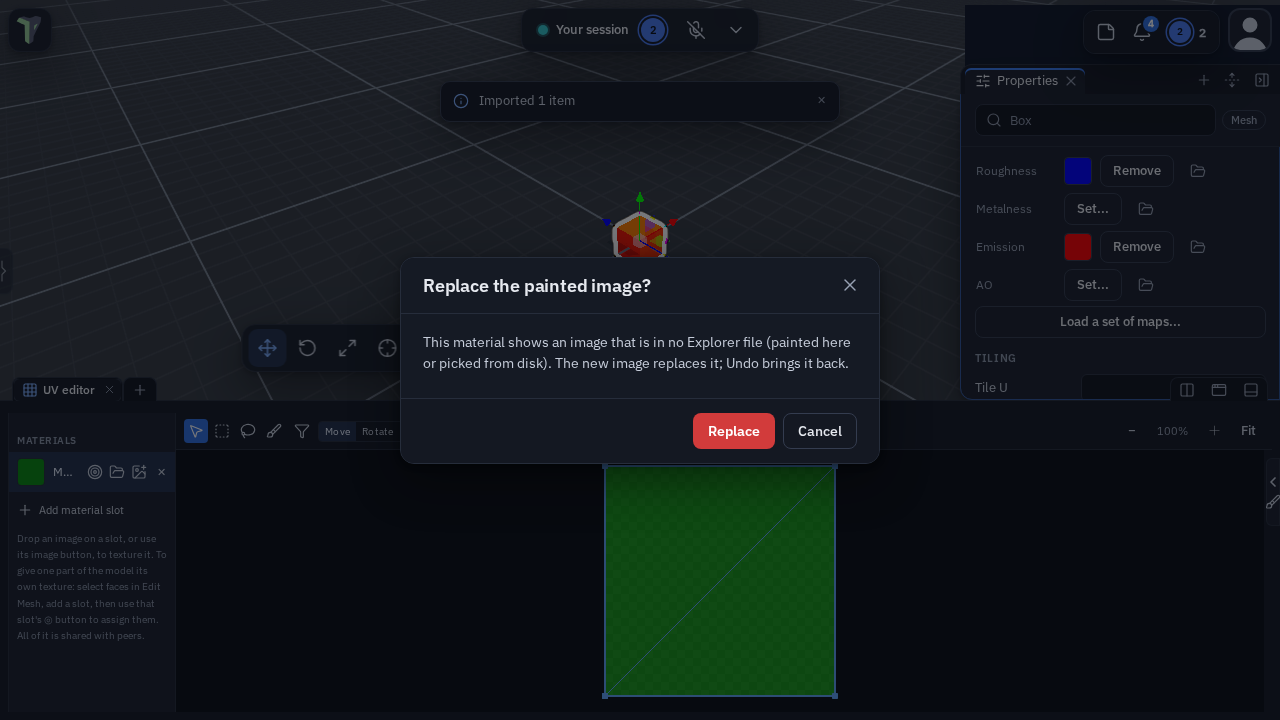 Your session
2
4
2
2
Imported 1 item
Properties
Box
Mesh
Roughness
Remove
Metalness
Set...
Emission
Remove
AO
Set...
Load a set of maps...
TILING
Tile U
Replace the painted image?
This material shows an image that is in no Explorer file (painted here
or picked from disk). The new image replaces it; Undo brings it back.
Replace
Cancel
UV editor
MATERIALS
Move
Rotate
100%
Fit
M...
Add material slot
Drop an image on a slot, or use
its image button, to texture it. To
give one part of the model its
own texture: select faces in Edit
Mesh, add a slot, then use that
slot's ◎ button to assign them.
All of it is shared with peers.